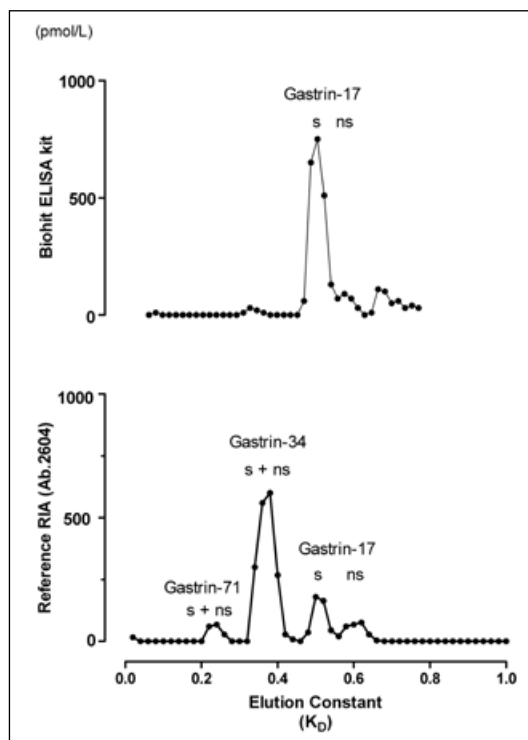 (pmol/L)
1000
Gastrin-17
s ns
Biohit ELISA kit
500
0
1000
Gastrin-34
s + ns
Reference RIA (Ab.2604)
500
Gastrin-17
s ns
Gastrin-71
s + ns
0
0.0 0.2 0.4 0.6 0.8 1.0
Elution Constant
(KD)